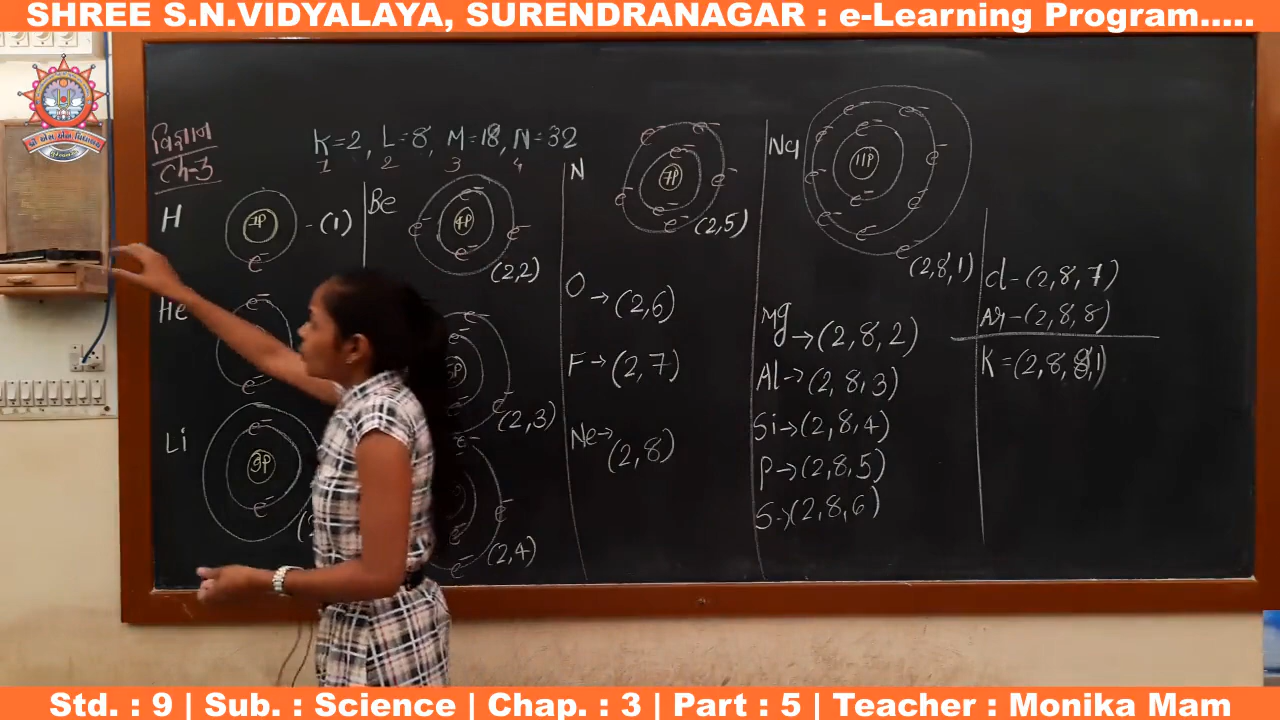 SHREE S.N.VIDYALAYA, SURENDRANAGAR : e-Learning Program.....
विज्ञान
Ch-3
K=2, L=8, M=18, N=32
1 2 3 4
H
1P
e-
-(1)
He
e-
Li
e-
3P
e-
Be
e-
4P
e- e-
e-
(2,2)
e-
5P
e-
(2,3)
e-
e-
e-
(2,4)
N
e- e-
e-
7P
e- e-
e-
e-
(2,5)
O → (2,6)
F → (2,7)
Ne → (2,8)
Na
e- e-
e- e-
11P
e-
e-
e-
e-
e-
e-
(2,8,1)
Mg → (2,8,2)
Al → (2,8,3)
Si → (2,8,4)
P → (2,8,5)
S → (2,8,6)
Cl - (2,8,7)
Ar - (2,8,8)
K = (2,8,8,1)
Std. : 9 | Sub. : Science | Chap. : 3 | Part : 5 | Teacher : Monika Mam